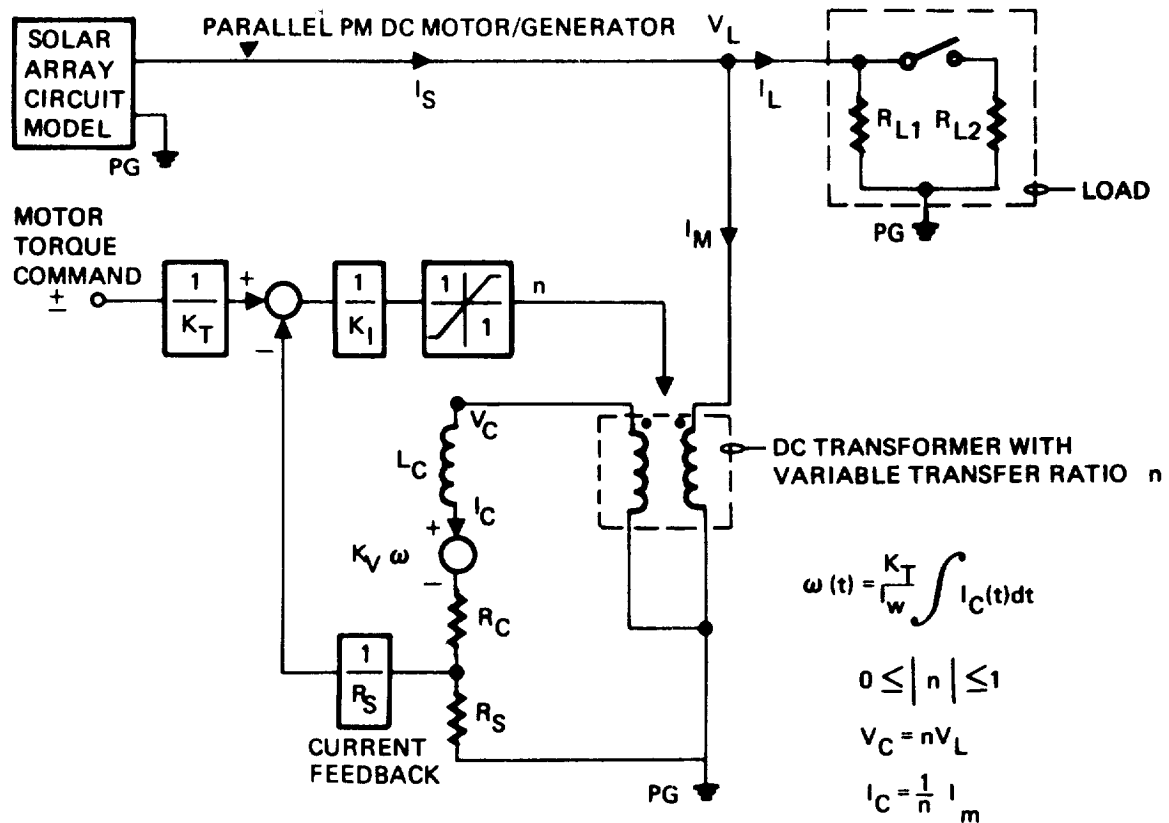 SOLAR
ARRAY
CIRCUIT
MODEL
PARALLEL PM DC MOTOR/GENERATOR
V_L
I_S
I_L
R_L1 R_L2
PG
PG
LOAD
I_M
MOTOR
TORQUE
COMMAND
±
1/K_T
+
−
1/K_I
1
1
n
V_C
L_C
I_C
+
K_V ω
−
R_C
1/R_S
R_S
CURRENT
FEEDBACK
PG
DC TRANSFORMER WITH
VARIABLE TRANSFER RATIO n
ω (t) = K_T/I_w ∫ I_C(t)dt
0 ≤ | n | ≤ 1
V_C = nV_L
I_C = 1/n I_m